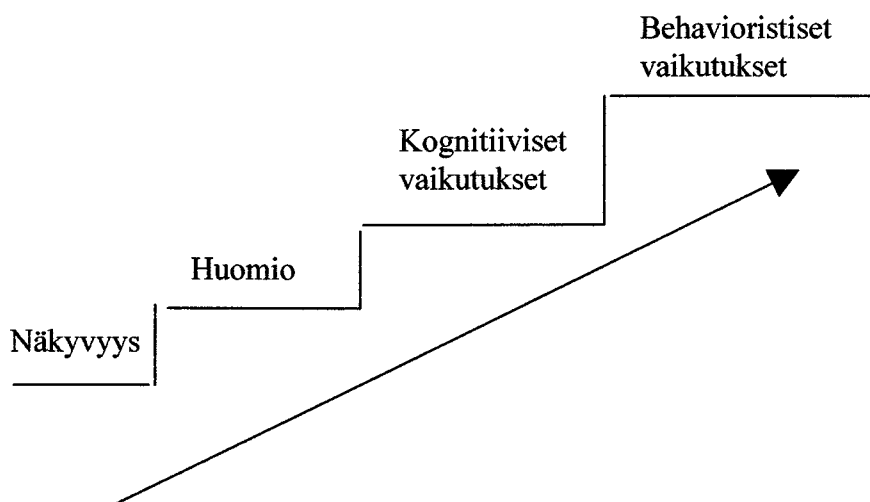 Behavioristiset
vaikutukset
Kognitiiviset
vaikutukset
Huomio
Näkyvyys